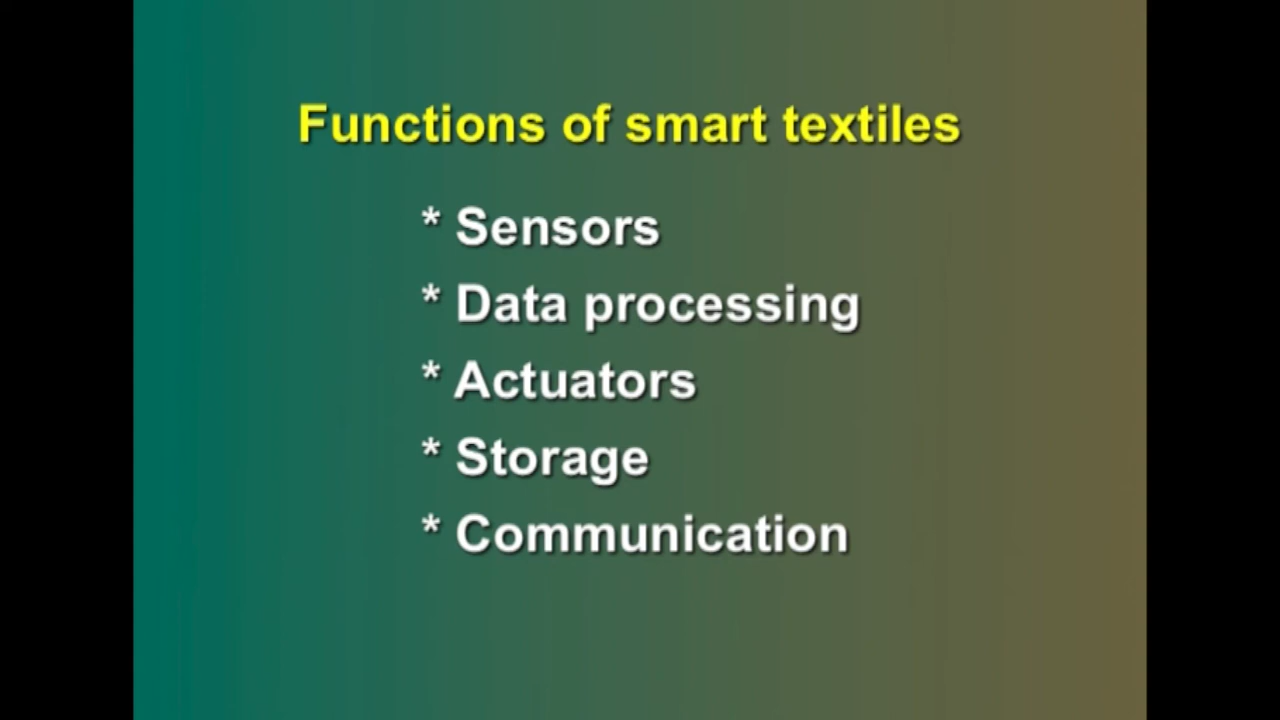 Functions of smart textiles
* Sensors
* Data processing
* Actuators
* Storage
* Communication